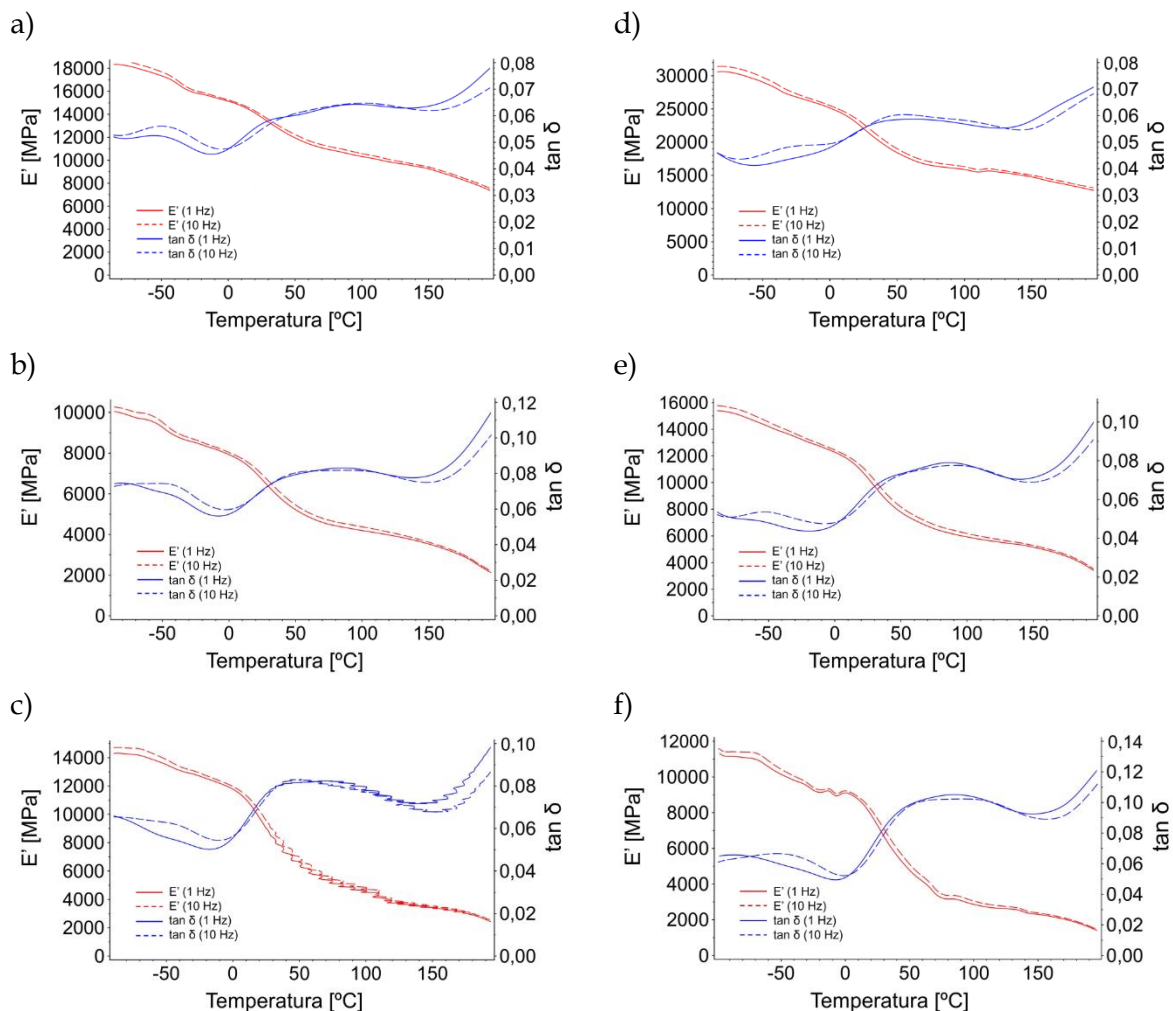 a)
18000
16000
14000
12000
10000
8000
6000
4000
2000
0
E' [MPa]
0,08
0,07
0,06
0,05
0,04
0,03
0,02
0,01
0,00
tan δ
E' (1 Hz)
E' (10 Hz)
tan δ (1 Hz)
tan δ (10 Hz)
-50 0 50 100 150
Temperatura [ºC]
d)
30000
25000
20000
15000
10000
5000
0
E' [MPa]
0,08
0,07
0,06
0,05
0,04
0,03
0,02
0,01
0,00
tan δ
E' (1 Hz)
E' (10 Hz)
tan δ (1 Hz)
tan δ (10 Hz)
-50 0 50 100 150
Temperatura [ºC]
b)
10000
8000
6000
4000
2000
0
E' [MPa]
0,12
0,10
0,08
0,06
0,04
0,02
0,00
tan δ
E' (1 Hz)
E' (10 Hz)
tan δ (1 Hz)
tan δ (10 Hz)
-50 0 50 100 150
Temperatura [ºC]
e)
16000
14000
12000
10000
8000
6000
4000
2000
0
E' [MPa]
0,10
0,08
0,06
0,04
0,02
0,00
tan δ
E' (1 Hz)
E' (10 Hz)
tan δ (1 Hz)
tan δ (10 Hz)
-50 0 50 100 150
Temperatura [ºC]
c)
14000
12000
10000
8000
6000
4000
2000
0
E' [MPa]
0,10
0,08
0,06
0,04
0,02
0,00
tan δ
E' (1 Hz)
E' (10 Hz)
tan δ (1 Hz)
tan δ (10 Hz)
-50 0 50 100 150
Temperatura [ºC]
f)
12000
10000
8000
6000
4000
2000
0
E' [MPa]
0,14
0,12
0,10
0,08
0,06
0,04
0,02
0,00
tan δ
E' (1 Hz)
E' (10 Hz)
tan δ (1 Hz)
tan δ (10 Hz)
-50 0 50 100 150
Temperatura [ºC]